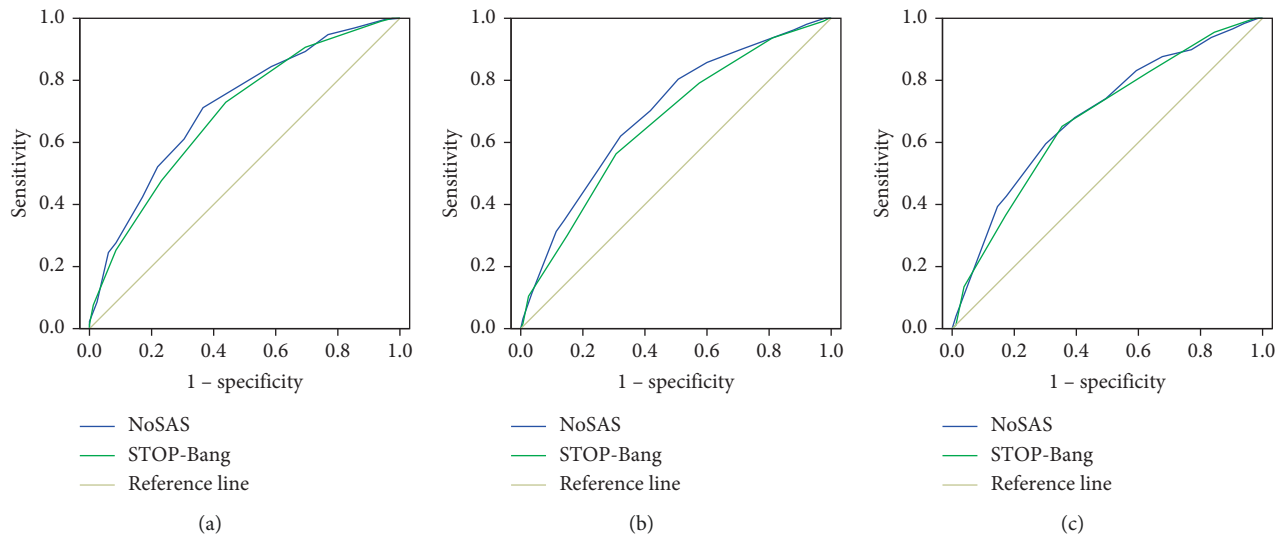 1.0
0.8
0.6
0.4
0.2
0.0
Sensitivity
0.0 0.2 0.4 0.6 0.8 1.0
1 – specificity
NoSAS
STOP-Bang
Reference line
(a)
1.0
0.8
0.6
0.4
0.2
0.0
Sensitivity
0.0 0.2 0.4 0.6 0.8 1.0
1 – specificity
NoSAS
STOP-Bang
Reference line
(b)
1.0
0.8
0.6
0.4
0.2
0.0
Sensitivity
0.0 0.2 0.4 0.6 0.8 1.0
1 – specificity
NoSAS
STOP-Bang
Reference line
(c)